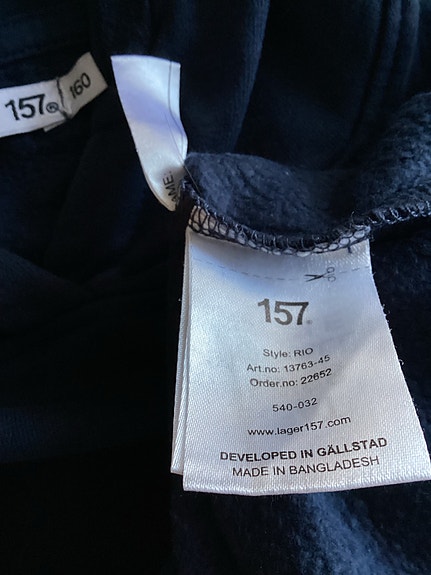 157®
160
AME
157.
Style: RIO
Art.no: 13763-45
Order.no: 22652
540-032
www.lager157.com
DEVELOPED IN GÄLLSTAD
MADE IN BANGLADESH